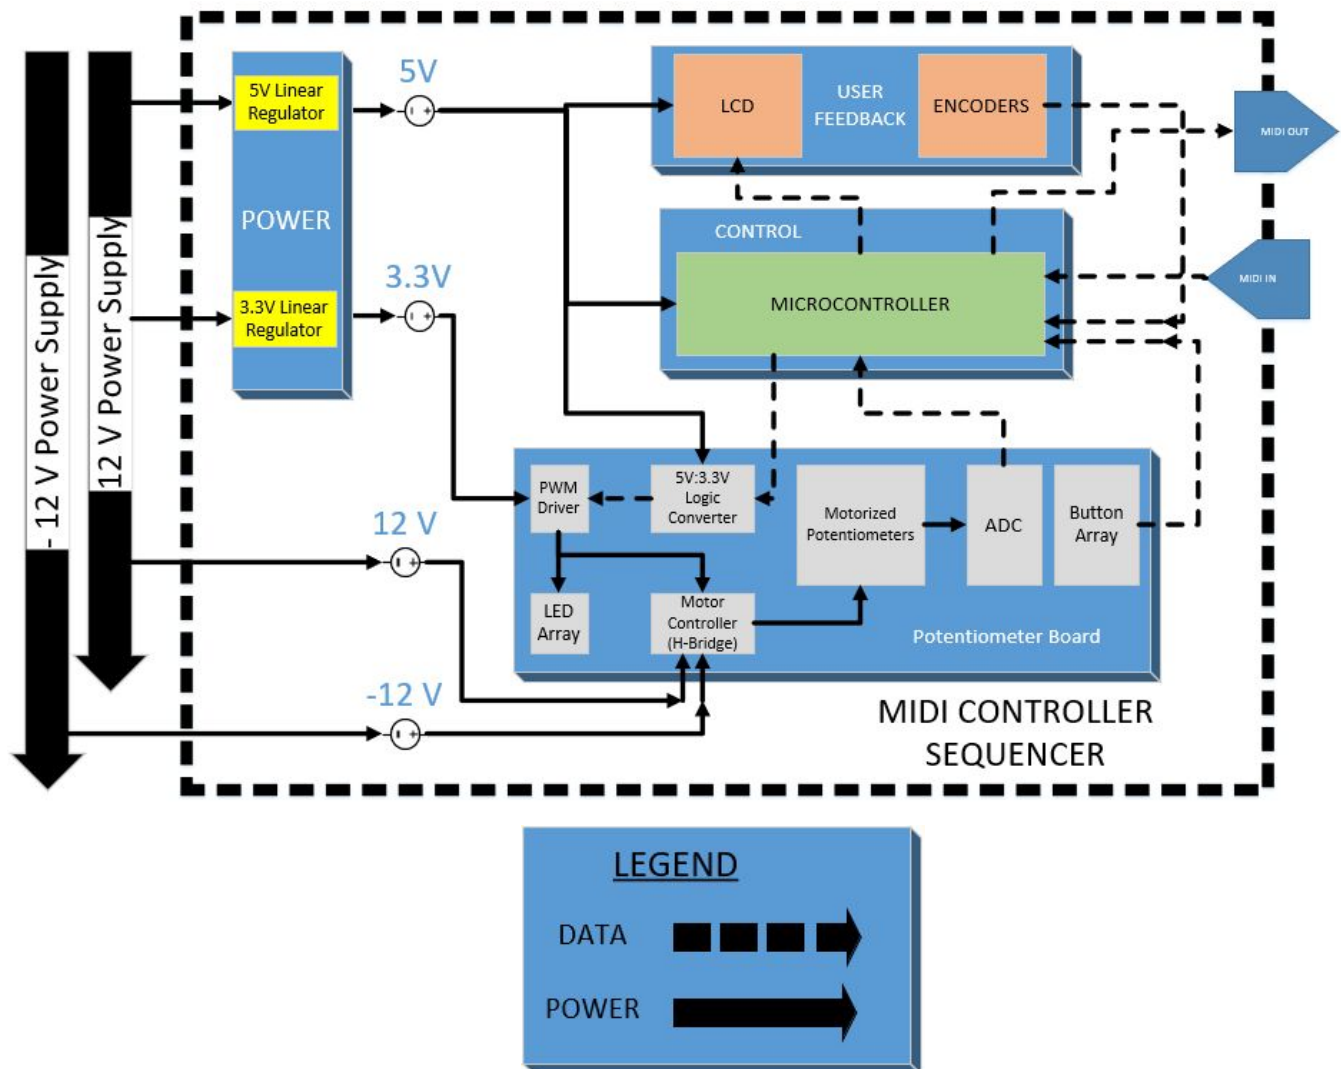 - 12 V Power Supply
12 V Power Supply
5V Linear
Regulator
POWER
3.3V Linear
Regulator
5V
3.3V
12 V
-12 V
LCD
USER
FEEDBACK
ENCODERS
MIDI OUT
CONTROL
MICROCONTROLLER
MIDI IN
PWM
Driver
5V:3.3V
Logic
Converter
Motorized
Potentiometers
ADC
Button
Array
LED
Array
Motor
Controller
(H-Bridge)
Potentiometer Board
MIDI CONTROLLER
SEQUENCER
LEGEND
DATA
POWER